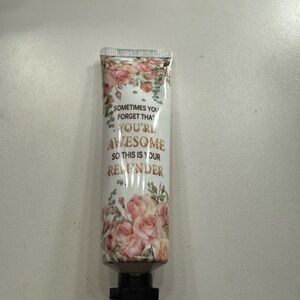 SOMETIMES YOU
FORGET THAT
YOU'RE
AWESOME
SO THIS IS YOUR
REMINDER